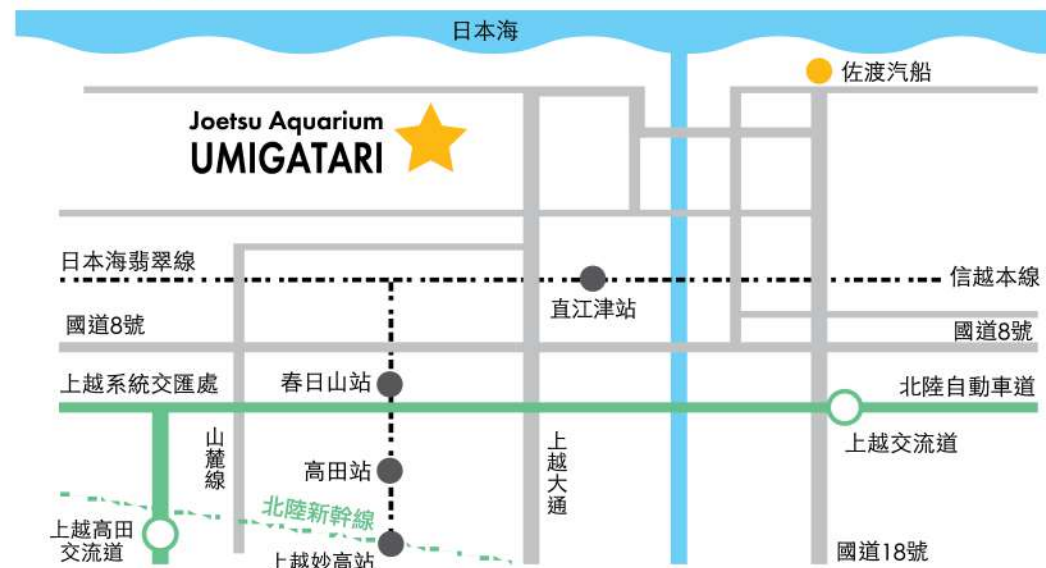 日本海
佐渡汽船
Joetsu Aquarium
UMIGATARI
日本海翡翠線
信越本線
直江津站
國道8號
國道8號
上越系統交匯處
春日山站
北陸自動車道
山麓線
上越大通
上越交流道
高田站
北陸新幹線
上越高田
交流道
上越妙高站
國道18號